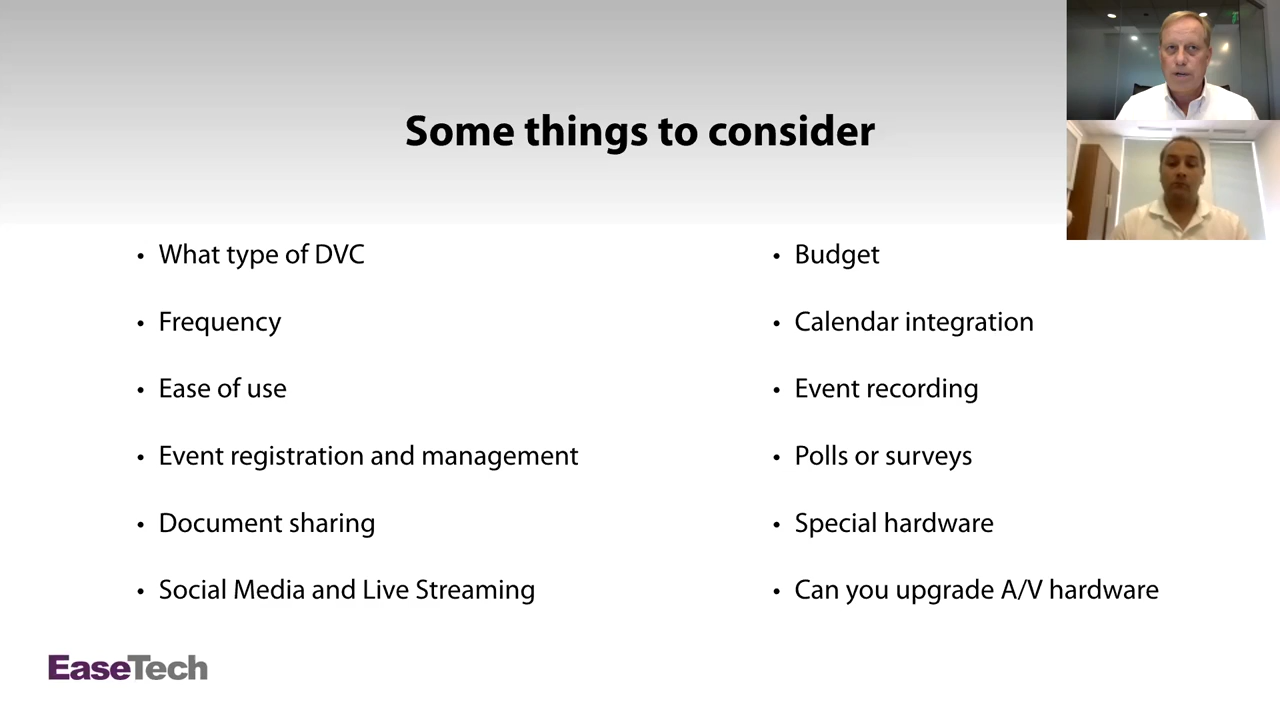 Some things to consider
• What type of DVC
• Frequency
• Ease of use
• Event registration and management
• Document sharing
• Social Media and Live Streaming
• Budget
• Calendar integration
• Event recording
• Polls or surveys
• Special hardware
• Can you upgrade A/V hardware
EaseTech